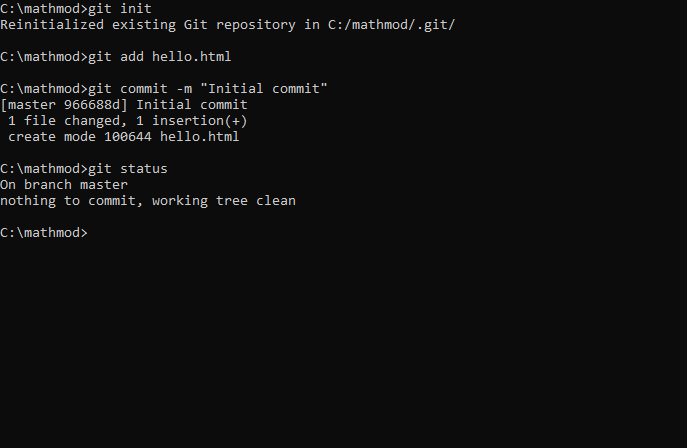 C:\mathmod>git init
Reinitialized existing Git repository in C:/mathmod/.git/
C:\mathmod>git add hello.html
C:\mathmod>git commit -m "Initial commit"
[master 966688d] Initial commit
1 file changed, 1 insertion(+)
create mode 100644 hello.html
C:\mathmod>git status
On branch master
nothing to commit, working tree clean
C:\mathmod>